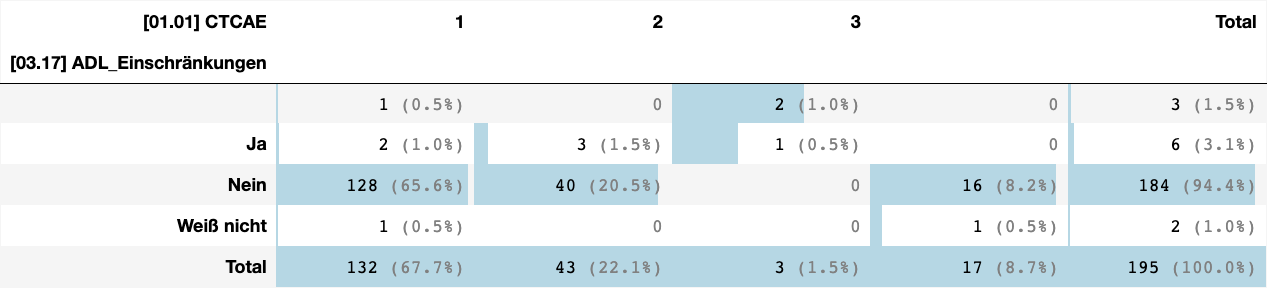 [01.01] CTCAE 1 2 3 Total
[03.17] ADL_Einschränkungen
1 (0.5%) 0 2 (1.0%) 0 3 (1.5%)
Ja 2 (1.0%) 3 (1.5%) 1 (0.5%) 0 6 (3.1%)
Nein 128 (65.6%) 40 (20.5%) 0 16 (8.2%) 184 (94.4%)
Weiß nicht 1 (0.5%) 0 0 1 (0.5%) 2 (1.0%)
Total 132 (67.7%) 43 (22.1%) 3 (1.5%) 17 (8.7%) 195 (100.0%)